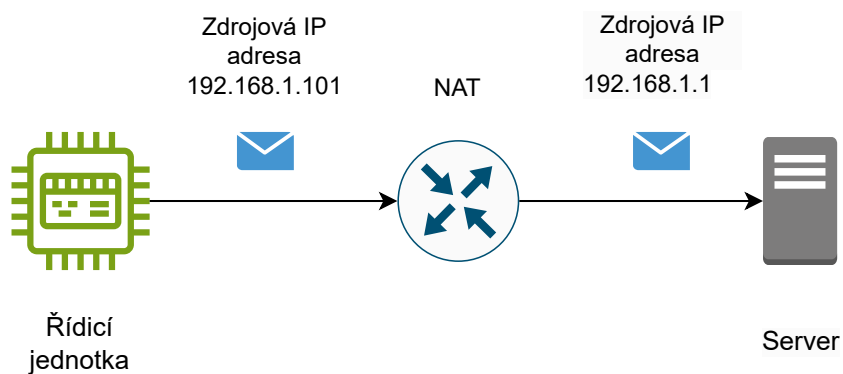 Zdrojová IP
adresa
192.168.1.101
NAT
Zdrojová IP
adresa
192.168.1.1
Řídicí
jednotka
Server